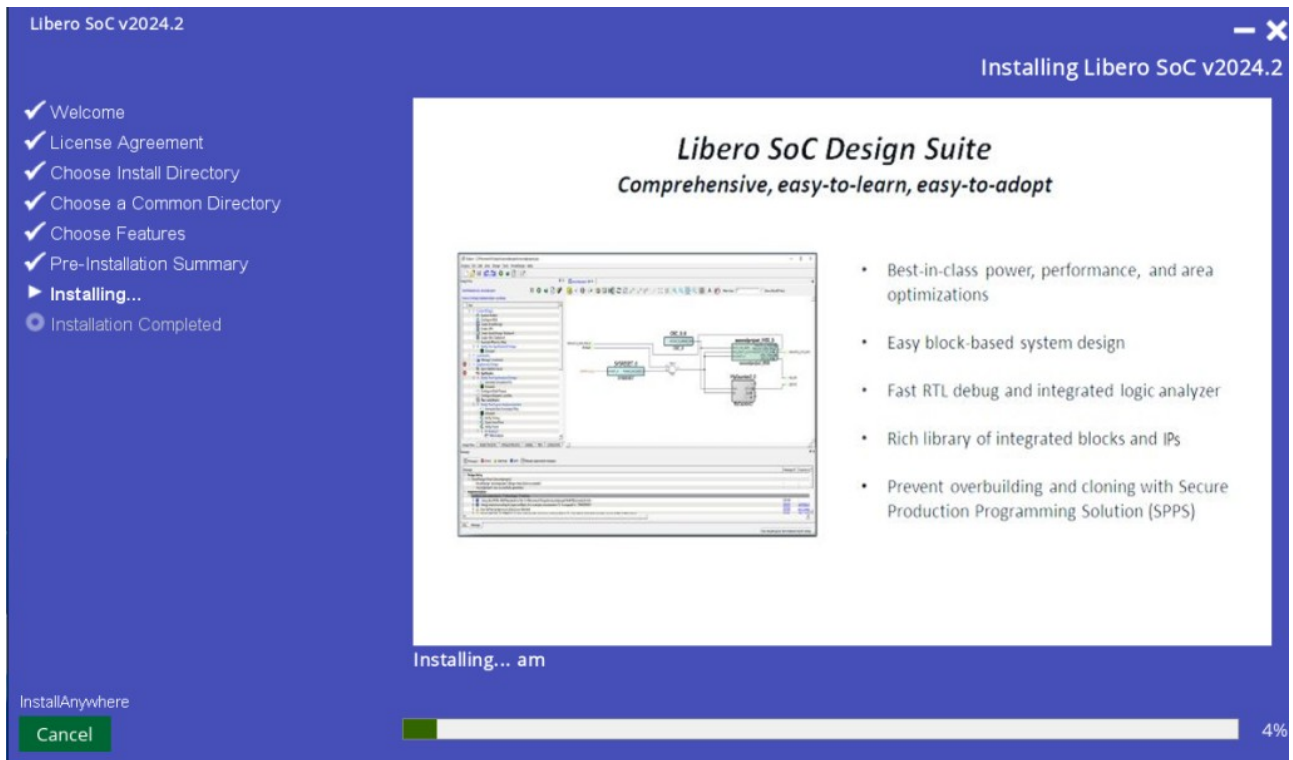 Libero SoC v2024.2
Installing Libero SoC v2024.2
Welcome
License Agreement
Choose Install Directory
Choose a Common Directory
Choose Features
Pre-Installation Summary
Installing...
Installation Completed
Libero SoC Design Suite
Comprehensive, easy-to-learn, easy-to-adopt
• Best-in-class power, performance, and area
optimizations
• Easy block-based system design
• Fast RTL debug and integrated logic analyzer
• Rich library of integrated blocks and IPs
• Prevent overbuilding and cloning with Secure
Production Programming Solution (SPPS)
Installing... am
InstallAnywhere
Cancel
4%